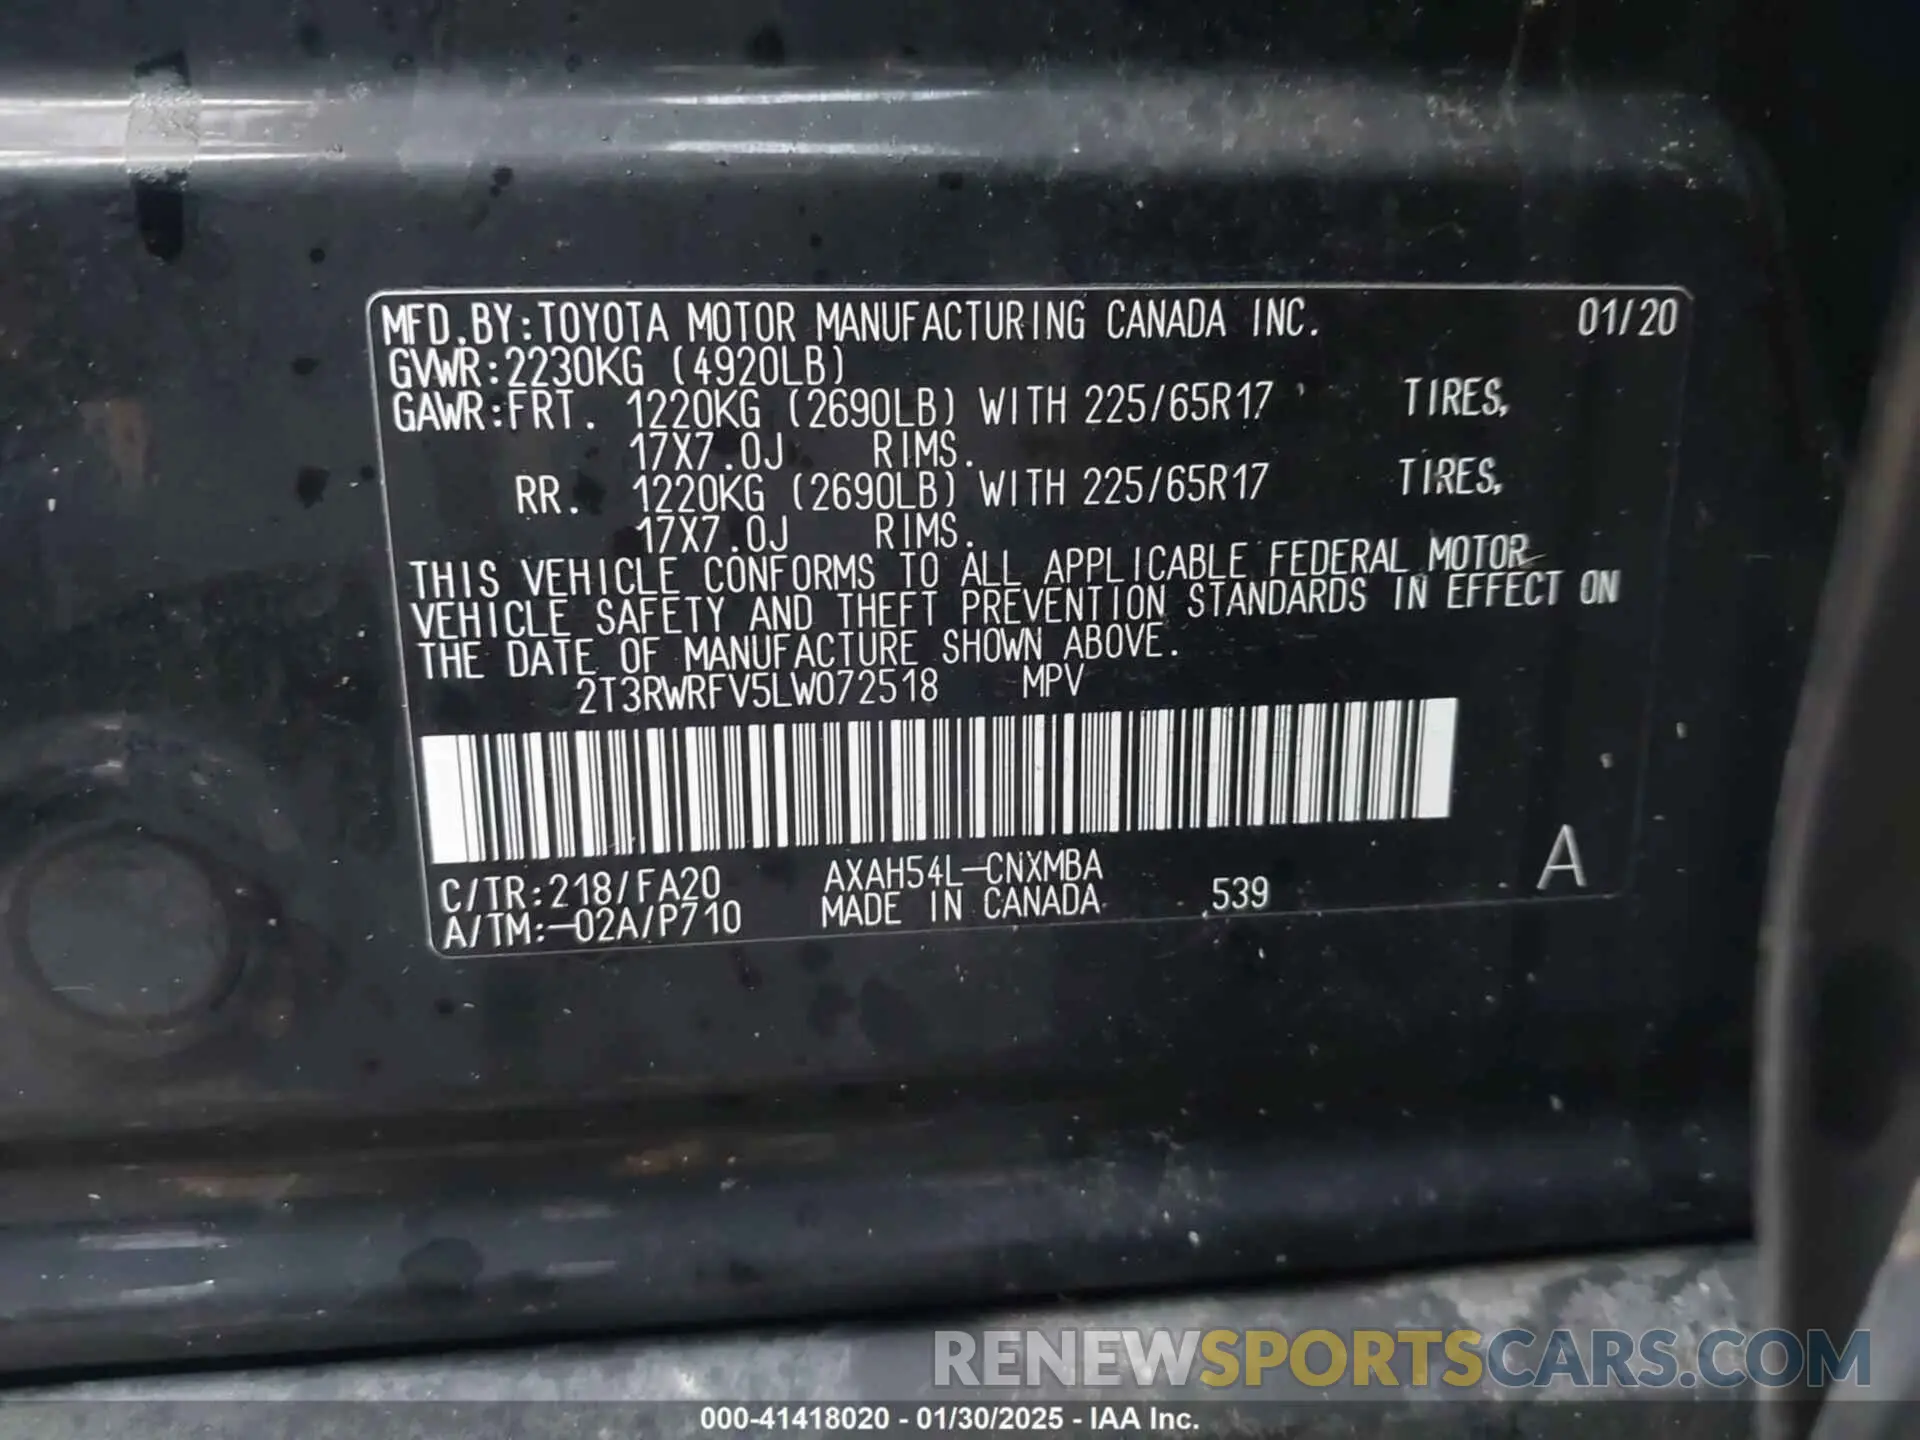 MFD.BY:TOYOTA MOTOR MANUFACTURING CANADA INC. 01/20
GVWR:2230KG (4920LB)
GAWR:FRT. 1220KG (2690LB) WITH 225/65R17 TIRES,
17X7.0J RIMS.
RR. 1220KG (2690LB) WITH 225/65R17 TIRES,
17X7.0J RIMS.
THIS VEHICLE CONFORMS TO ALL APPLICABLE FEDERAL MOTOR
VEHICLE SAFETY AND THEFT PREVENTION STANDARDS IN EFFECT ON
THE DATE OF MANUFACTURE SHOWN ABOVE.
2T3RWRFV5LW072518 MPV
C/TR:218/FA20 AXAH54L-CNXMBA
A/TM:-02A/P710 MADE IN CANADA 539 A
RENEWSPORTSCARS.COM
000-41418020 - 01/30/2025 - IAA Inc.